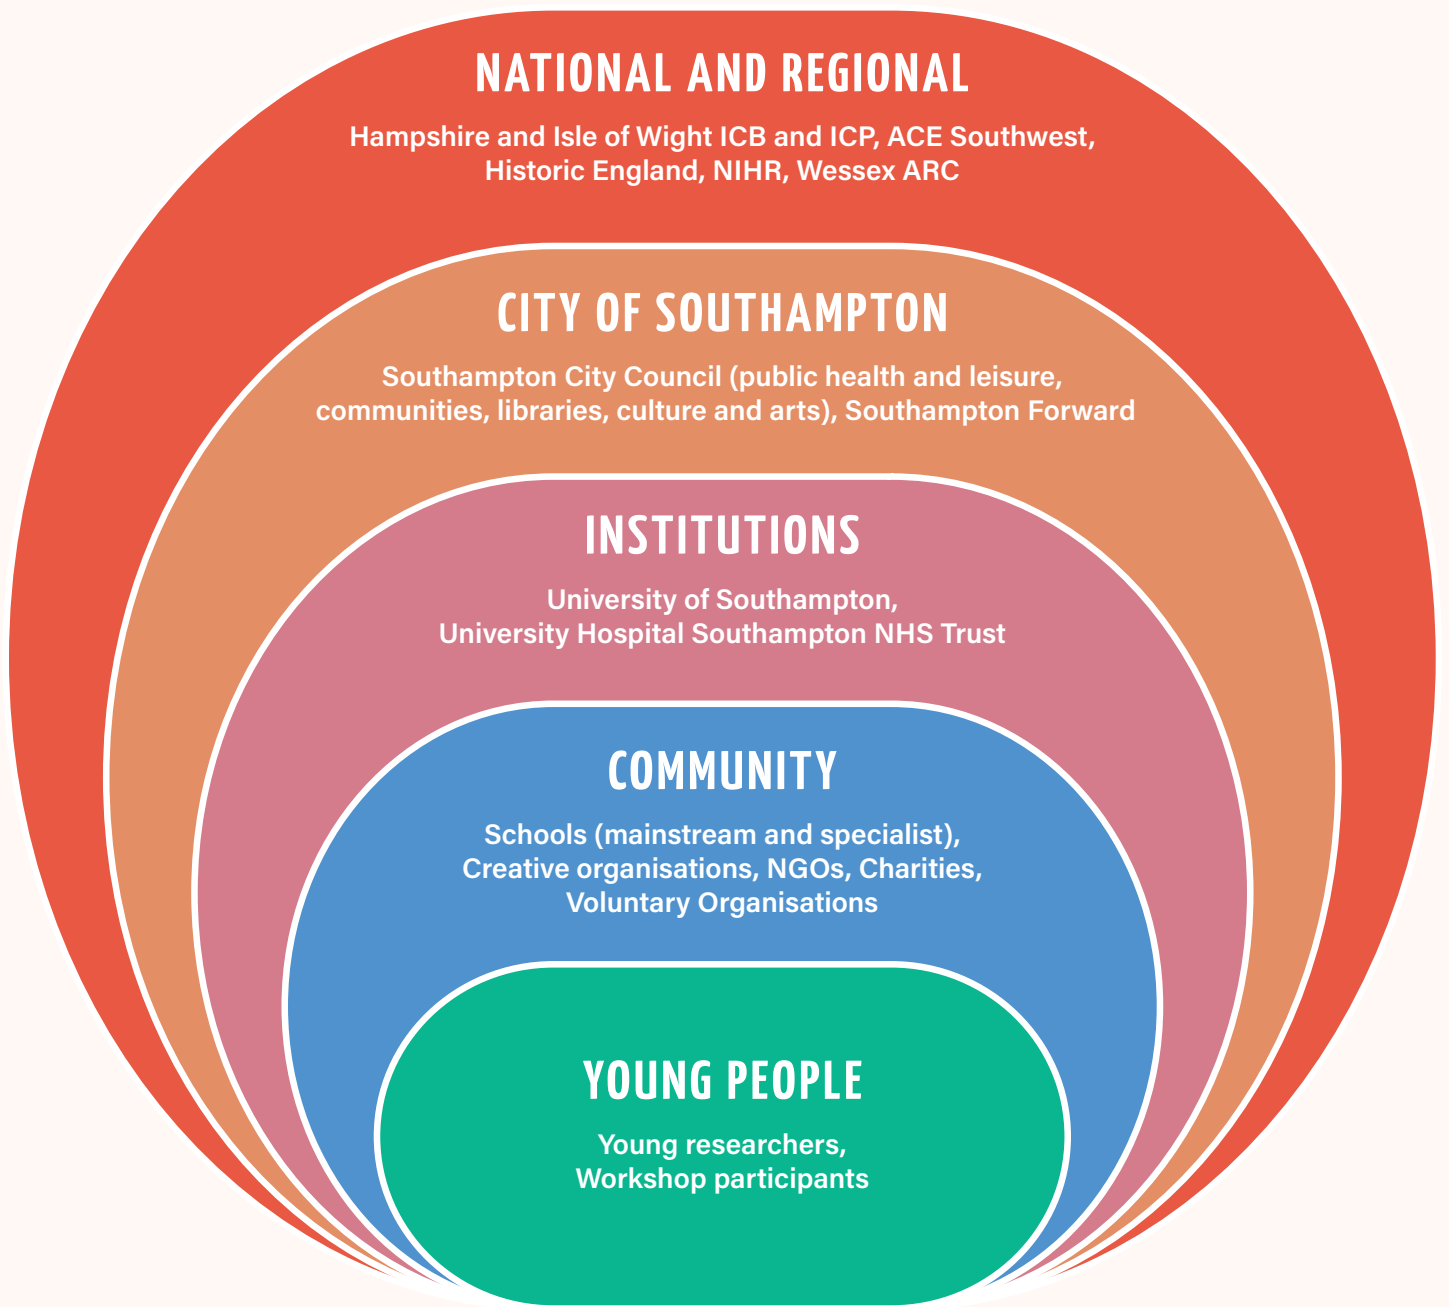 NATIONAL AND REGIONAL
Hampshire and Isle of Wight ICB and ICP, ACE Southwest,
Historic England, NIHR, Wessex ARC
CITY OF SOUTHAMPTON
Southampton City Council (public health and leisure,
communities, libraries, culture and arts), Southampton Forward
INSTITUTIONS
University of Southampton,
University Hospital Southampton NHS Trust
COMMUNITY
Schools (mainstream and specialist),
Creative organisations, NGOs, Charities,
Voluntary Organisations
YOUNG PEOPLE
Young researchers,
Workshop participants